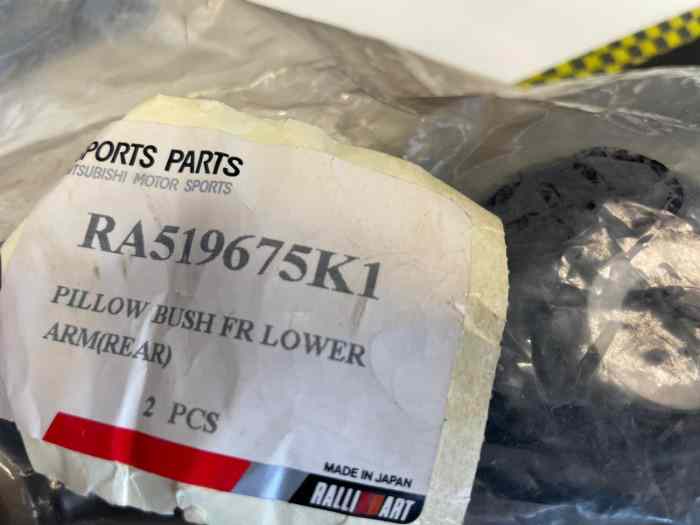 SPORTS PARTS
MITSUBISHI MOTOR SPORTS
RA519675K1
PILLOW BUSH FR LOWER
ARM(REAR)
2 PCS
MADE IN JAPAN
RALLIART